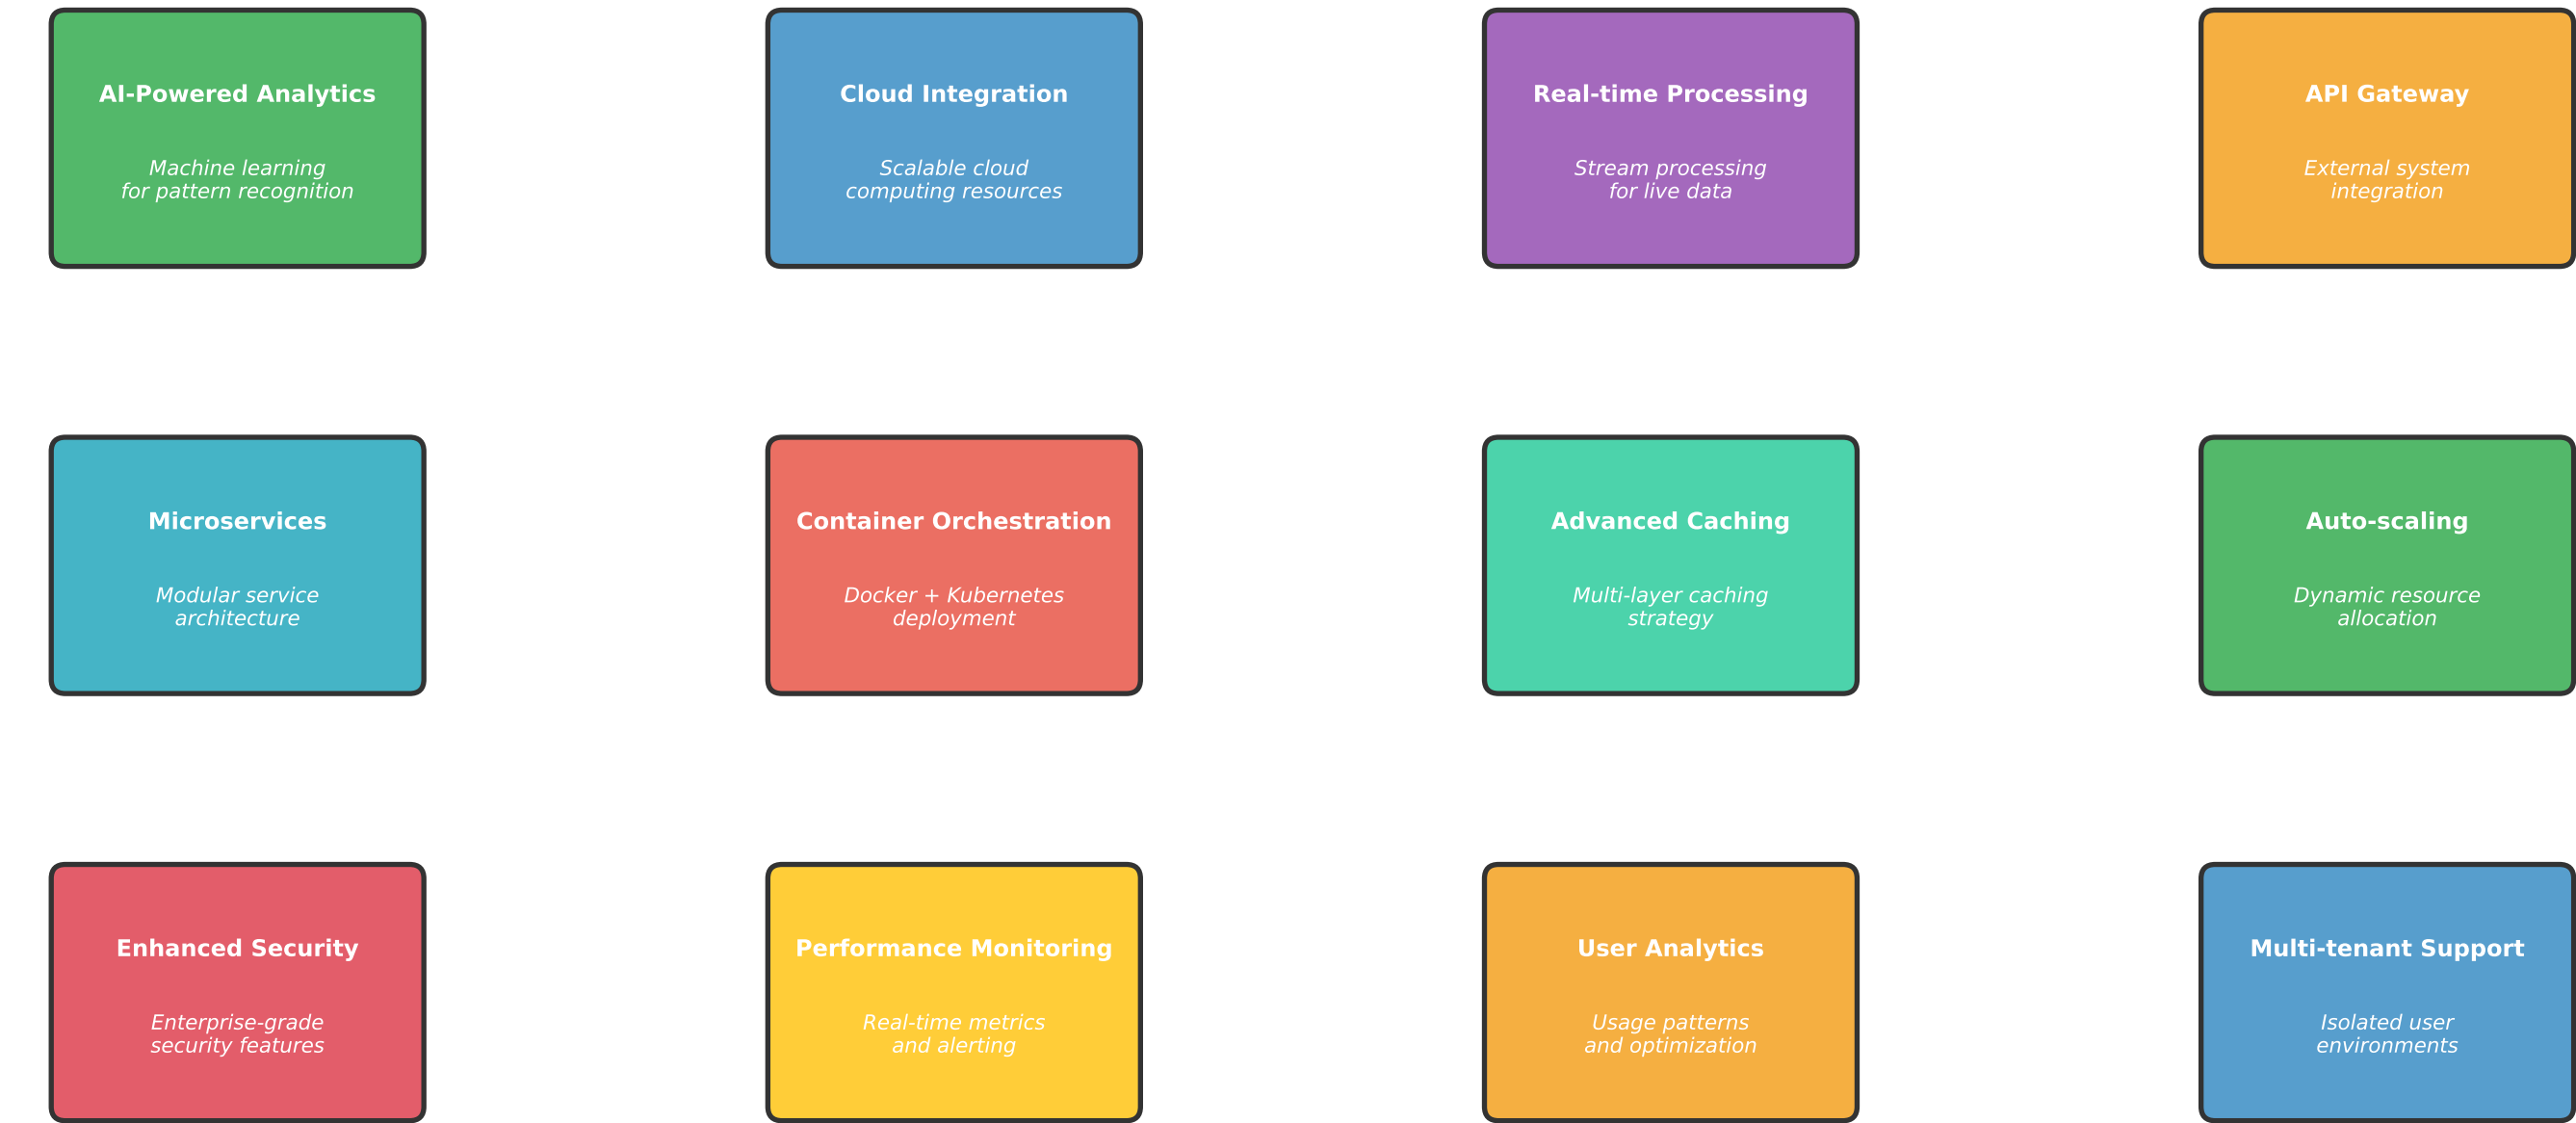 AI-Powered Analytics
Machine learning
for pattern recognition
Cloud Integration
Scalable cloud
computing resources
Real-time Processing
Stream processing
for live data
API Gateway
External system
integration
Microservices
Modular service
architecture
Container Orchestration
Docker + Kubernetes
deployment
Advanced Caching
Multi-layer caching
strategy
Auto-scaling
Dynamic resource
allocation
Enhanced Security
Enterprise-grade
security features
Performance Monitoring
Real-time metrics
and alerting
User Analytics
Usage patterns
and optimization
Multi-tenant Support
Isolated user
environments